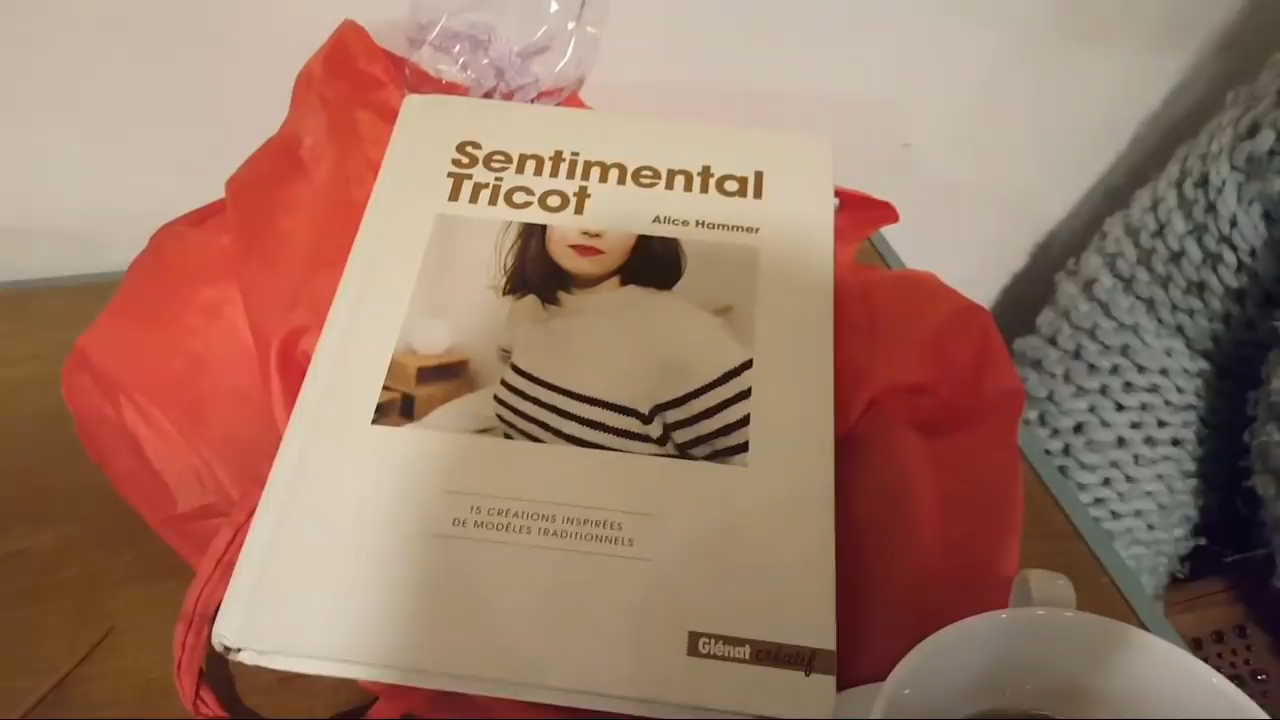 Sentimental
Tricot
Alice Hammer
15 CRÉATIONS INSPIRÉES
DE MODÈLES TRADITIONNELS
Glénat créatif